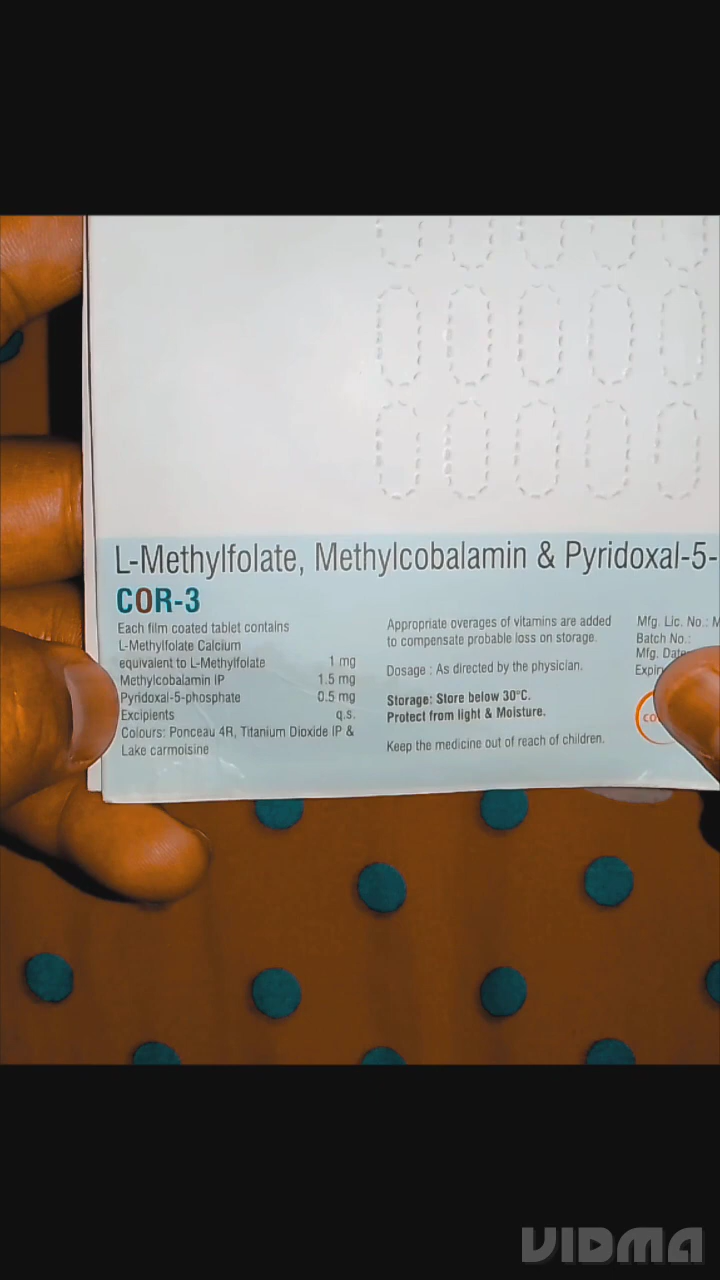 L-Methylfolate, Methylcobalamin & Pyridoxal-5-
COR-3
Each film coated tablet contains
L-Methylfolate Calcium
equivalent to L-Methylfolate 1 mg
Methylcobalamin IP 1.5 mg
Pyridoxal-5-phosphate 0.5 mg
Excipients q.s.
Colours: Ponceau 4R, Titanium Dioxide IP &
Lake carmoisine
Appropriate overages of vitamins are added
to compensate probable loss on storage.
Dosage : As directed by the physician.
Storage: Store below 30°C.
Protect from light & Moisture.
Keep the medicine out of reach of children.
Mfg. Lic. No.: M
Batch No.:
Mfg. Date
VIDMA